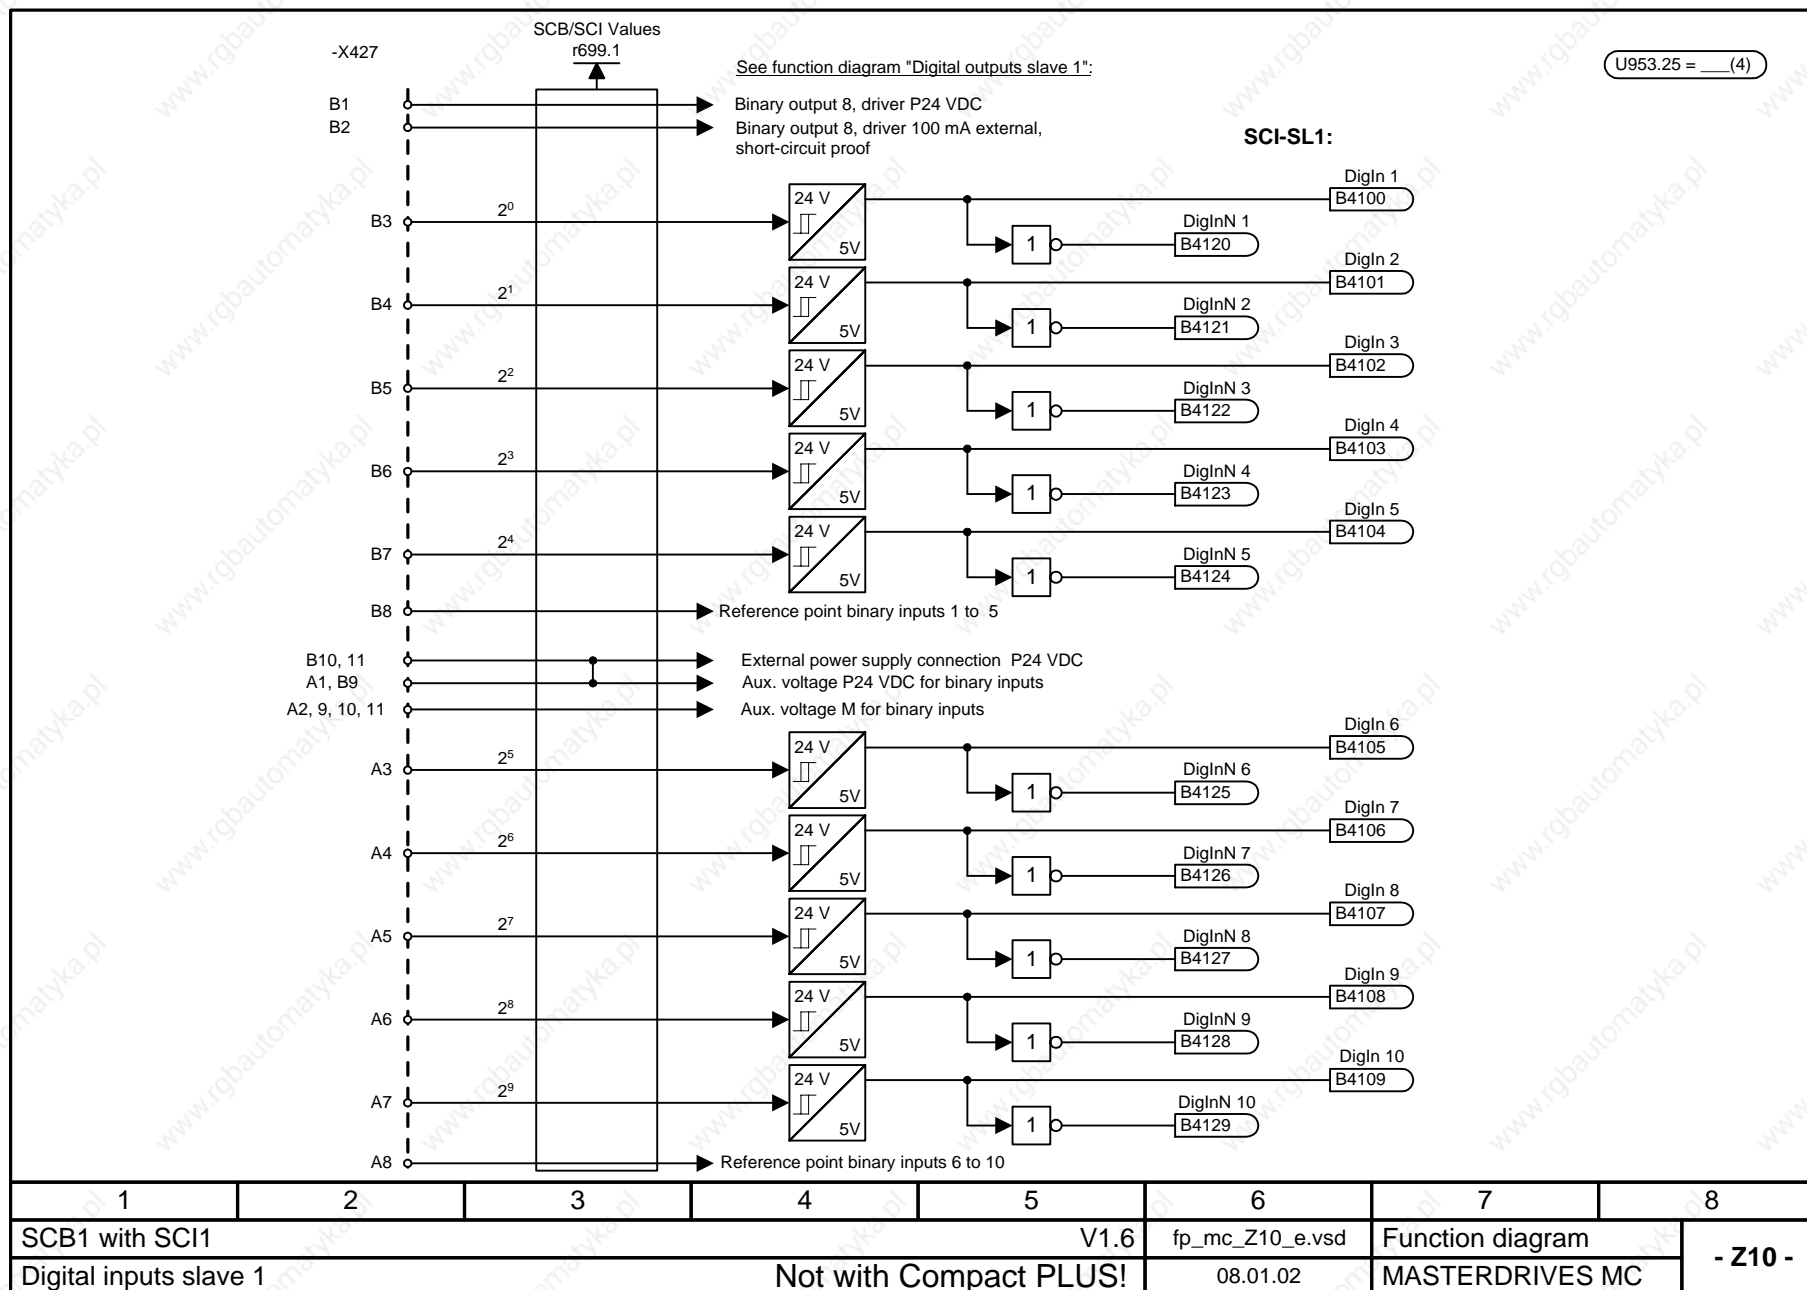 SCB/SCI Values
-X427
r699.1
See function diagram "Digital outputs slave 1":
U953.25 = ___(4)
B1
Binary output 8, driver P24 VDC
B2
Binary output 8, driver 100 mA external,
short-circuit proof
SCI-SL1:
DigIn 1
24 V
B4100
B3
2⁰
DigInN 1
5V
1
B4120
DigIn 2
24 V
B4101
B4
2¹
DigInN 2
5V
1
B4121
DigIn 3
24 V
B4102
B5
2²
DigInN 3
5V
1
B4122
DigIn 4
24 V
B4103
B6
2³
DigInN 4
5V
1
B4123
DigIn 5
24 V
B4104
B7
2⁴
DigInN 5
5V
1
B4124
B8
Reference point binary inputs 1 to 5
B10, 11
External power supply connection P24 VDC
A1, B9
Aux. voltage P24 VDC for binary inputs
A2, 9, 10, 11
Aux. voltage M for binary inputs
DigIn 6
24 V
B4105
A3
2⁵
DigInN 6
5V
1
B4125
DigIn 7
24 V
B4106
A4
2⁶
DigInN 7
5V
1
B4126
DigIn 8
24 V
B4107
A5
2⁷
DigInN 8
5V
1
B4127
DigIn 9
24 V
B4108
A6
2⁸
DigInN 9
5V
1
B4128
DigIn 10
24 V
B4109
A7
2⁹
DigInN 10
5V
1
B4129
A8
Reference point binary inputs 6 to 10
1 2 3 4 5 6 7 8
SCB1 with SCI1 V1.6 fp_mc_Z10_e.vsd Function diagram
- Z10 -
Digital inputs slave 1 Not with Compact PLUS! 08.01.02 MASTERDRIVES MC
www.rgbautomatyka.pl